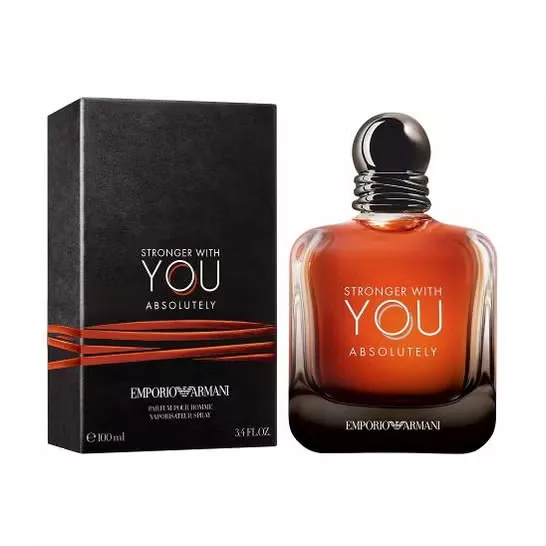 STRONGER WITH
YOU
ABSOLUTELY
EMPORIO ARMANI
PARFUM POUR HOMME
VAPORISATEUR SPRAY
℮ 100 ml
3.4 FL.OZ.
STRONGER WITH
YOU
ABSOLUTELY
EMPORIO ARMANI